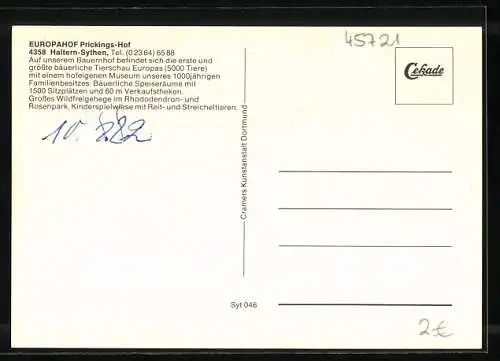 EUROPAHOF Prickings-Hof
4358 Haltern-Sythen, Tel. (0 23 64) 65 88
Auf unserem Bauernhof befindet sich die erste und
größte bäuerliche Tierschau Europas (5000 Tiere)
mit einem hofeigenen Museum unseres 1000jährigen
Familienbesitzes. Bäuerliche Speiseräume mit
1500 Sitzplätzen und 60 m Verkaufstheken.
Großes Wildfreigehege im Rhododendron- und
Rosenpark, Kinderspielwiese mit Reit- und Streicheltieren.
10. 8.82
45721
Cekade
Cramers Kunstanstalt Dortmund
Syt 046
2€